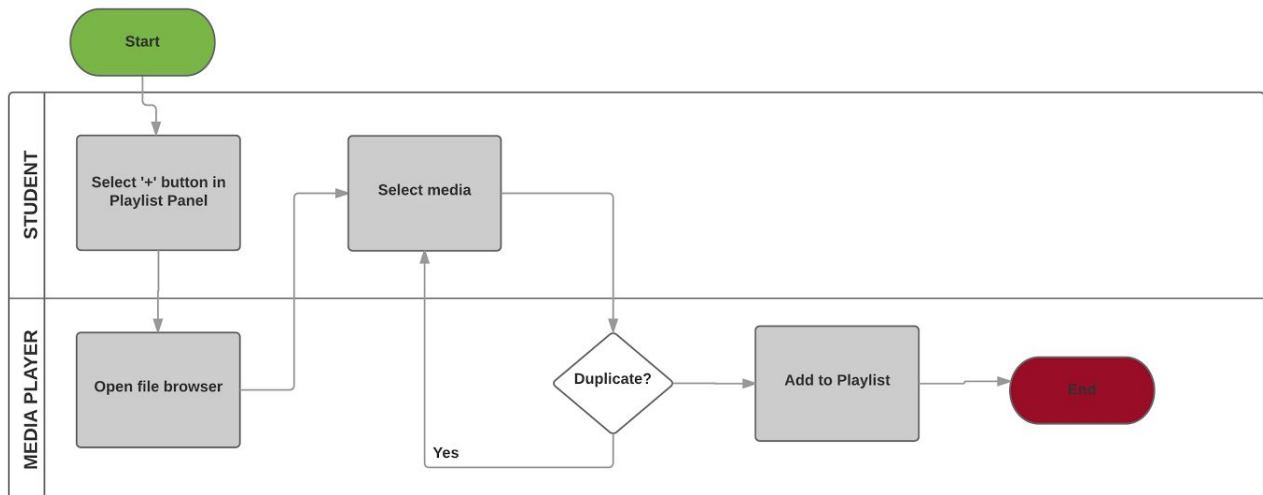 Start
STUDENT
Select '+' button in
Playlist Panel
Select media
MEDIA PLAYER
Open file browser
Duplicate?
Yes
Add to Playlist
End